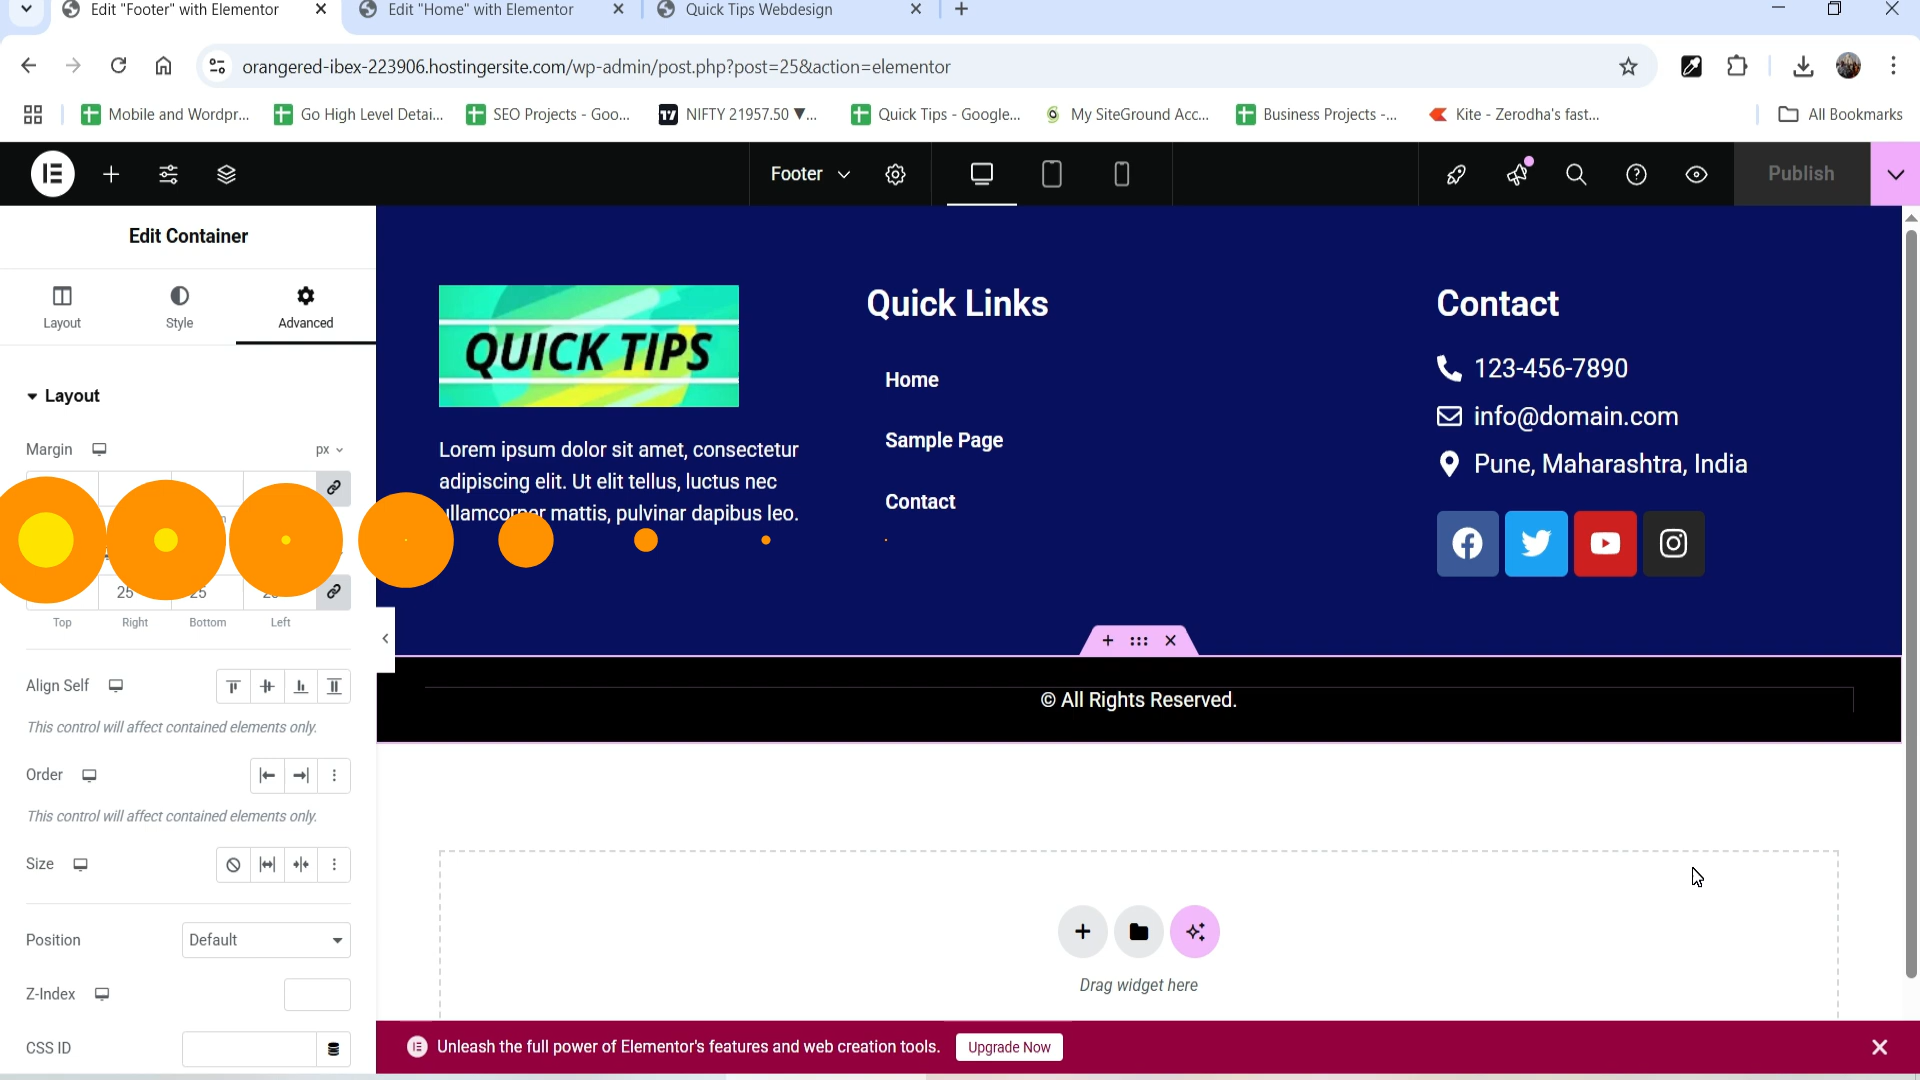 Edit "Footer" with Elementor
Edit "Home" with Elementor
Quick Tips Webdesign
orangered-ibex-223906.hostingersite.com/wp-admin/post.php?post=25&action=elementor
Mobile and Wordpr...
Go High Level Detai...
SEO Projects - Goo...
NIFTY 21957.50 ▼...
Quick Tips - Google...
My SiteGround Acc...
Business Projects -...
Kite - Zerodha's fast...
All Bookmarks
Footer
Publish
Edit Container
Layout
Style
Advanced
Layout
Margin
px
25
25
Top
Right
Bottom
Left
Align Self
This control will affect contained elements only.
Order
This control will affect contained elements only.
Size
Position
Default
Z-Index
CSS ID
QUICK TIPS
Lorem ipsum dolor sit amet, consectetur
adipiscing elit. Ut elit tellus, luctus nec
ullamcorper mattis, pulvinar dapibus leo.
Quick Links
Home
Sample Page
Contact
Contact
123-456-7890
info@domain.com
Pune, Maharashtra, India
© All Rights Reserved.
Drag widget here
Unleash the full power of Elementor's features and web creation tools.
Upgrade Now